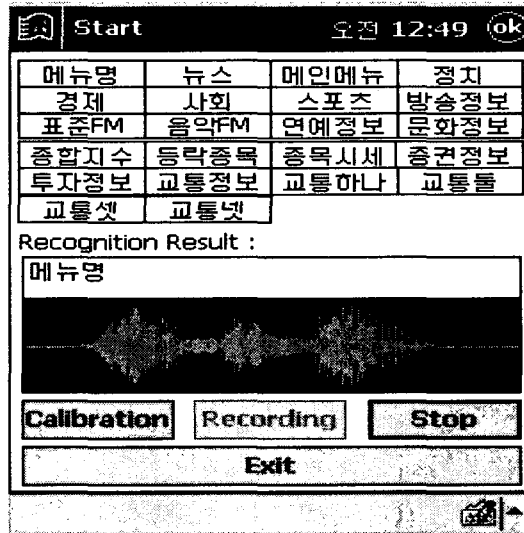 Start 오전 12:49 ok
메뉴명 뉴스 메인메뉴 정치
경제 사회 스포츠 방송정보
표준FM 음악FM 연예정보 문화정보
종합지수 등락종목 종목시세 증권정보
투자정보 교통정보 교통하나 교통둘
교통셋 교통넷
Recognition Result :
메뉴명
Calibration Recording Stop
Exit